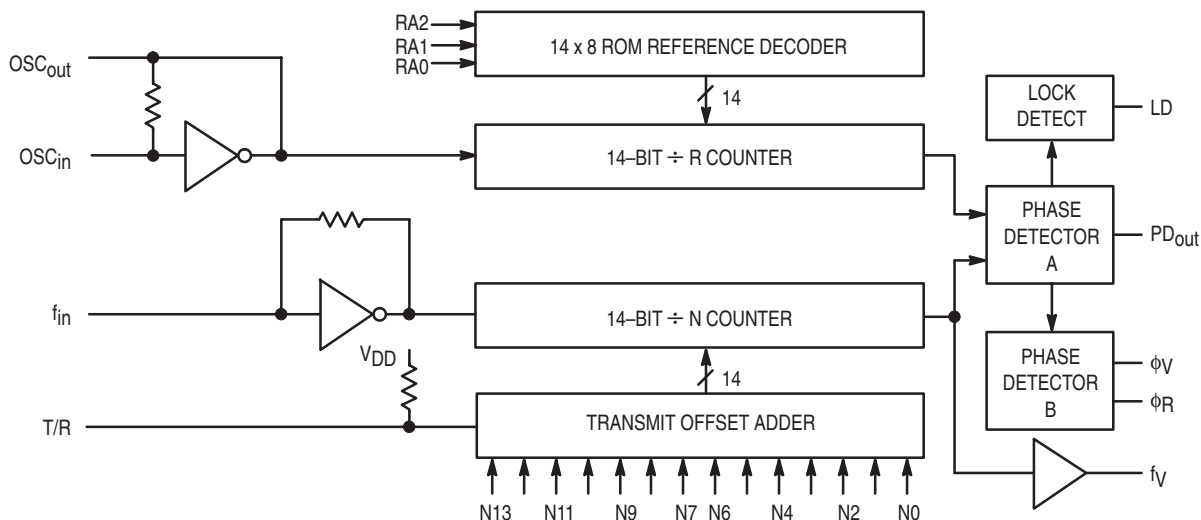 RA2
RA1
RA0
14 x 8 ROM REFERENCE DECODER
OSCout
14
LOCK
DETECT
LD
OSCin
14–BIT ÷ R COUNTER
PHASE
DETECTOR
A
PDout
fin
14–BIT ÷ N COUNTER
VDD
14
PHASE
DETECTOR
B
ϕV
ϕR
T/R
TRANSMIT OFFSET ADDER
fV
N13 N11 N9 N7 N6 N4 N2 N0